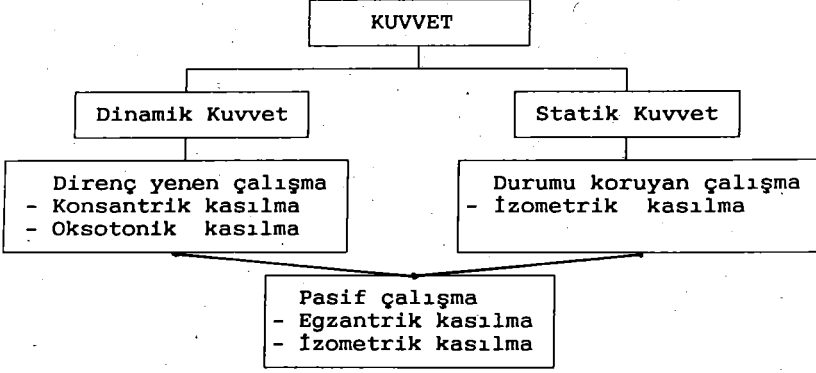 KUVVET
Dinamik Kuvvet
Statik Kuvvet
Direnç yenen çalışma
- Konsantrik kasılma
- Oksotonik kasılma
Durumu koruyan çalışma
- İzometrik kasılma
Pasif çalışma
- Egzantrik kasılma
- İzometrik kasılma